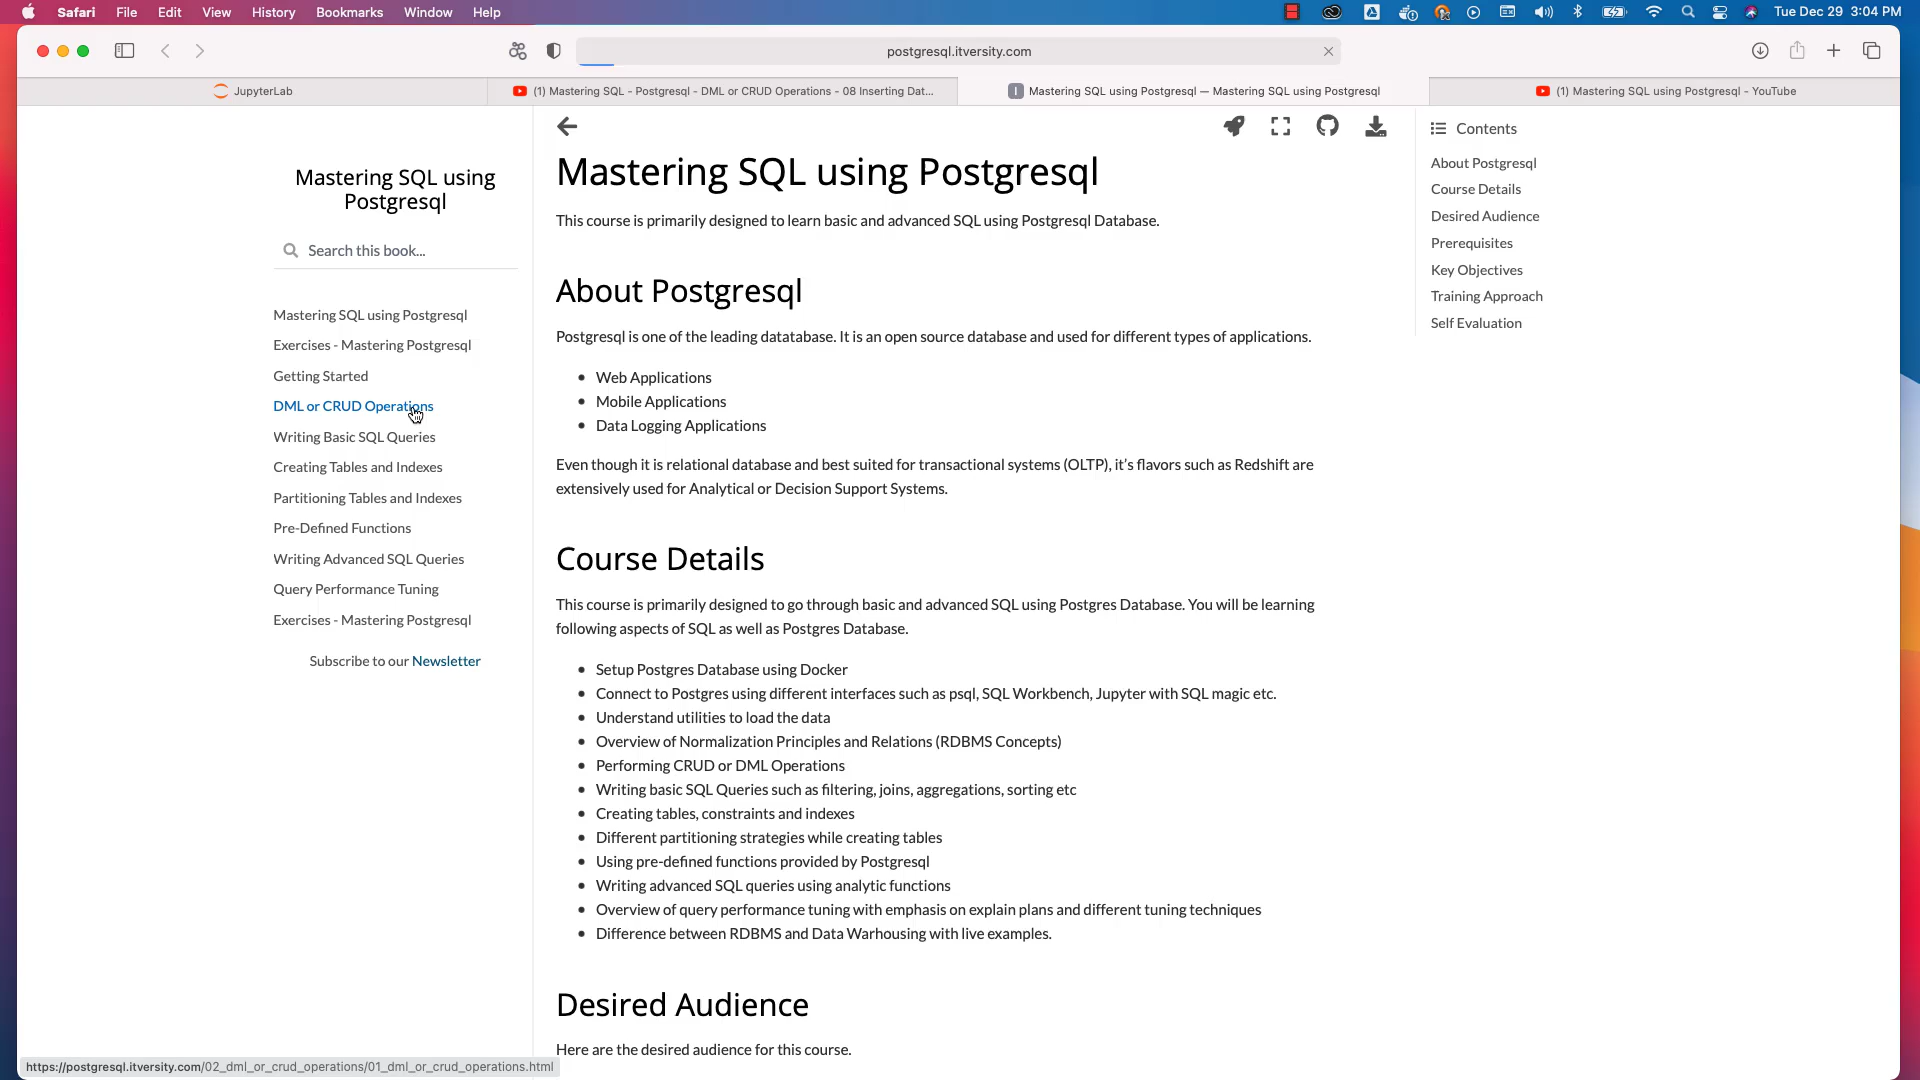 Safari File Edit View History Bookmarks Window Help
Tue Dec 29 3:04 PM
postgresql.itversity.com
JupyterLab
(1) Mastering SQL - Postgresql - DML or CRUD Operations - 08 Inserting Dat...
Mastering SQL using Postgresql — Mastering SQL using Postgresql
(1) Mastering SQL using Postgresql - YouTube
Mastering SQL using
Postgresql
Search this book...
Mastering SQL using Postgresql
Exercises - Mastering Postgresql
Getting Started
DML or CRUD Operations
Writing Basic SQL Queries
Creating Tables and Indexes
Partitioning Tables and Indexes
Pre-Defined Functions
Writing Advanced SQL Queries
Query Performance Tuning
Exercises - Mastering Postgresql
Subscribe to our Newsletter
Mastering SQL using Postgresql
This course is primarily designed to learn basic and advanced SQL using Postgresql Database.
About Postgresql
Postgresql is one of the leading datatabase. It is an open source database and used for different types of applications.
Web Applications
Mobile Applications
Data Logging Applications
Even though it is relational database and best suited for transactional systems (OLTP), it's flavors such as Redshift are
extensively used for Analytical or Decision Support Systems.
Course Details
This course is primarily designed to go through basic and advanced SQL using Postgres Database. You will be learning
following aspects of SQL as well as Postgres Database.
Setup Postgres Database using Docker
Connect to Postgres using different interfaces such as psql, SQL Workbench, Jupyter with SQL magic etc.
Understand utilities to load the data
Overview of Normalization Principles and Relations (RDBMS Concepts)
Performing CRUD or DML Operations
Writing basic SQL Queries such as filtering, joins, aggregations, sorting etc
Creating tables, constraints and indexes
Different partitioning strategies while creating tables
Using pre-defined functions provided by Postgresql
Writing advanced SQL queries using analytic functions
Overview of query performance tuning with emphasis on explain plans and different tuning techniques
Difference between RDBMS and Data Warhousing with live examples.
Desired Audience
Here are the desired audience for this course.
Contents
About Postgresql
Course Details
Desired Audience
Prerequisites
Key Objectives
Training Approach
Self Evaluation
https://postgresql.itversity.com/02_dml_or_crud_operations/01_dml_or_crud_operations.html